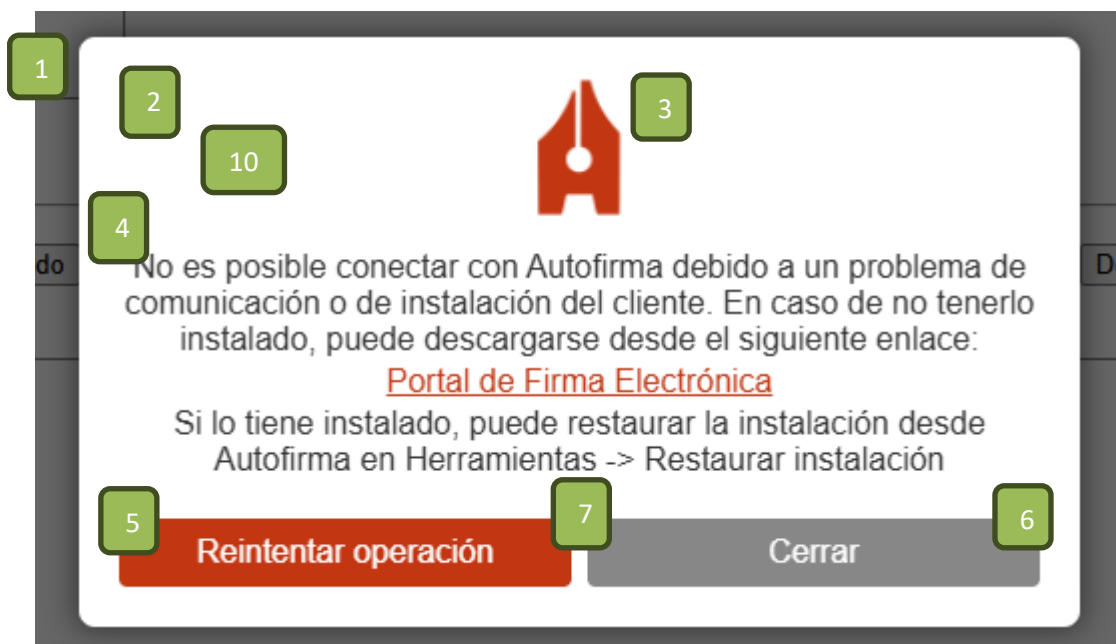 1
2
3
10
4
do
D
No es posible conectar con Autofirma debido a un problema de
comunicación o de instalación del cliente. En caso de no tenerlo
instalado, puede descargarse desde el siguiente enlace:
Portal de Firma Electrónica
Si lo tiene instalado, puede restaurar la instalación desde
Autofirma en Herramientas -> Restaurar instalación
5
7
6
Reintentar operación
Cerrar